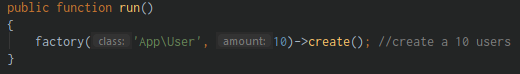 public function run()
{
factory( class: 'App\User', amount: 10)->create(); //create a 10 users
}